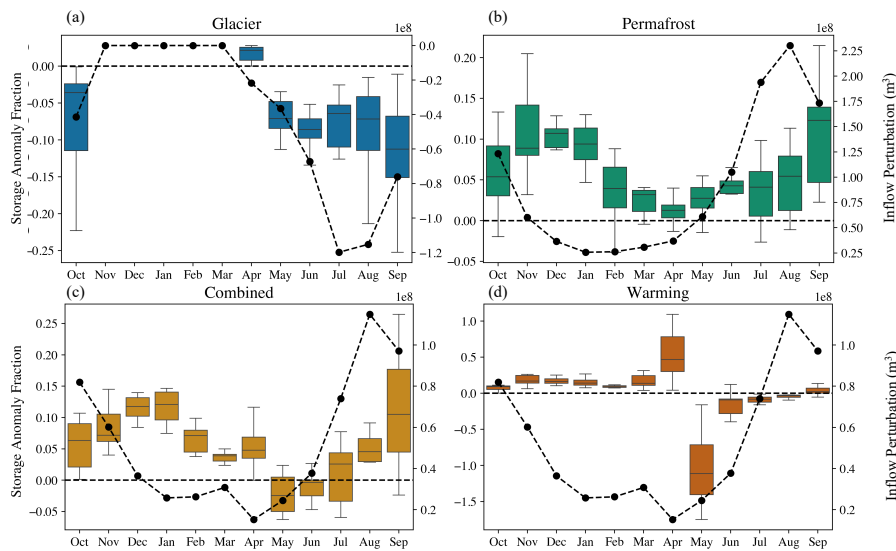 (a)
Glacier
0.00
−0.05
−0.10
−0.15
−0.20
−0.25
Storage Anomaly Fraction
0.0
−0.2
−0.4
−0.6
−0.8
−1.0
−1.2
1e8
Oct Nov Dec Jan Feb Mar Apr May Jun Jul Aug Sep
(b)
Permafrost
1e8
0.20
0.15
0.10
0.05
0.00
−0.05
2.25
2.00
1.75
1.50
1.25
1.00
0.75
0.50
0.25
Inflow Perturbation (m³)
Oct Nov Dec Jan Feb Mar Apr May Jun Jul Aug Sep
(c)
Combined
1e8
0.25
0.20
0.15
0.10
0.05
0.00
−0.05
Storage Anomaly Fraction
1.0
0.8
0.6
0.4
0.2
Oct Nov Dec Jan Feb Mar Apr May Jun Jul Aug Sep
(d)
Warming
1e8
1.0
0.5
0.0
−0.5
−1.0
−1.5
1.0
0.8
0.6
0.4
0.2
Inflow Perturbation (m³)
Oct Nov Dec Jan Feb Mar Apr May Jun Jul Aug Sep